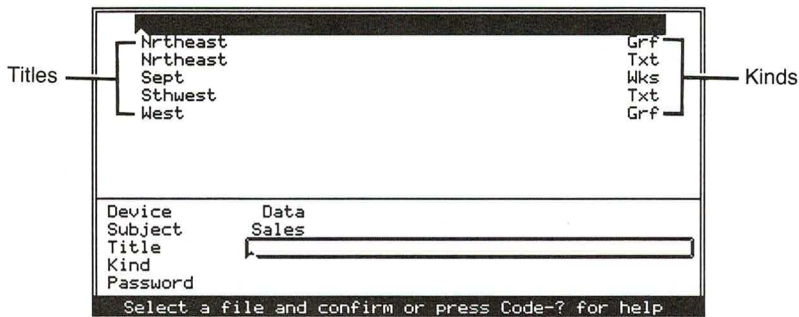 Nrtheast Grf
Nrtheast Txt
Titles Sept Wks Kinds
Sthwest Txt
West Grf
Device Data
Subject Sales
Title
Kind
Password
Select a file and confirm or press Code-? for help